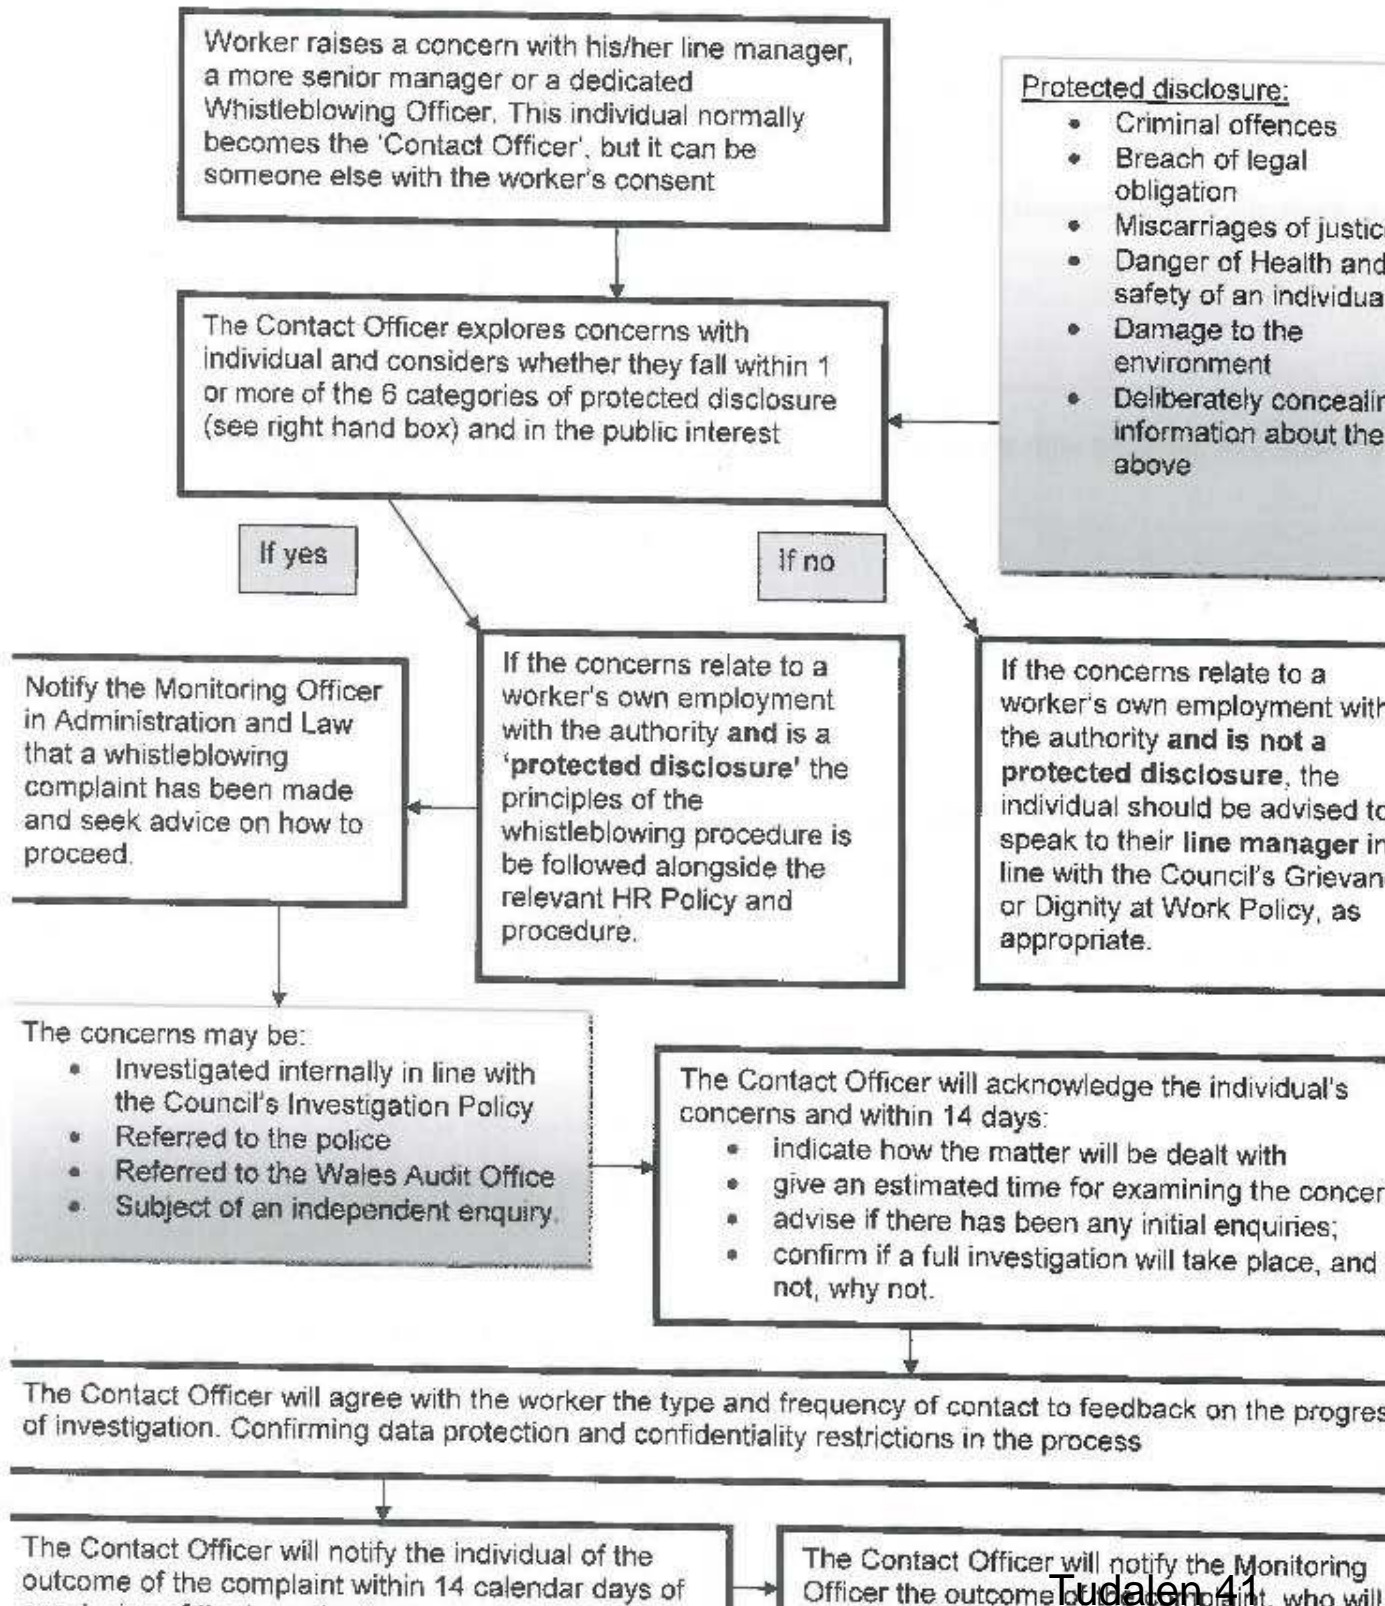 Worker raises a concern with his/her line manager,
a more senior manager or a dedicated
Whistleblowing Officer. This individual normally
becomes the 'Contact Officer', but it can be
someone else with the worker's consent
Protected disclosure:
• Criminal offences
• Breach of legal
obligation
• Miscarriages of justic
• Danger of Health and
safety of an individua
• Damage to the
environment
• Deliberately concealin
information about the
above
The Contact Officer explores concerns with
individual and considers whether they fall within 1
or more of the 6 categories of protected disclosure
(see right hand box) and in the public interest
If yes
If no
Notify the Monitoring Officer
in Administration and Law
that a whistleblowing
complaint has been made
and seek advice on how to
proceed.
If the concerns relate to a
worker's own employment
with the authority and is a
'protected disclosure' the
principles of the
whistleblowing procedure is
be followed alongside the
relevant HR Policy and
procedure.
If the concerns relate to a
worker's own employment with
the authority and is not a
protected disclosure, the
individual should be advised to
speak to their line manager in
line with the Council's Grievan
or Dignity at Work Policy, as
appropriate.
The concerns may be:
• Investigated internally in line with
the Council's Investigation Policy
• Referred to the police
• Referred to the Wales Audit Office
• Subject of an independent enquiry.
The Contact Officer will acknowledge the individual's
concerns and within 14 days:
• indicate how the matter will be dealt with
• give an estimated time for examining the concer
• advise if there has been any initial enquiries;
• confirm if a full investigation will take place, and
not, why not.
The Contact Officer will agree with the worker the type and frequency of contact to feedback on the progres
of investigation. Confirming data protection and confidentiality restrictions in the process
The Contact Officer will notify the individual of the
outcome of the complaint within 14 calendar days of
The Contact Officer will notify the Monitoring
Officer the outcome of the complaint, who will
Tudalen 41